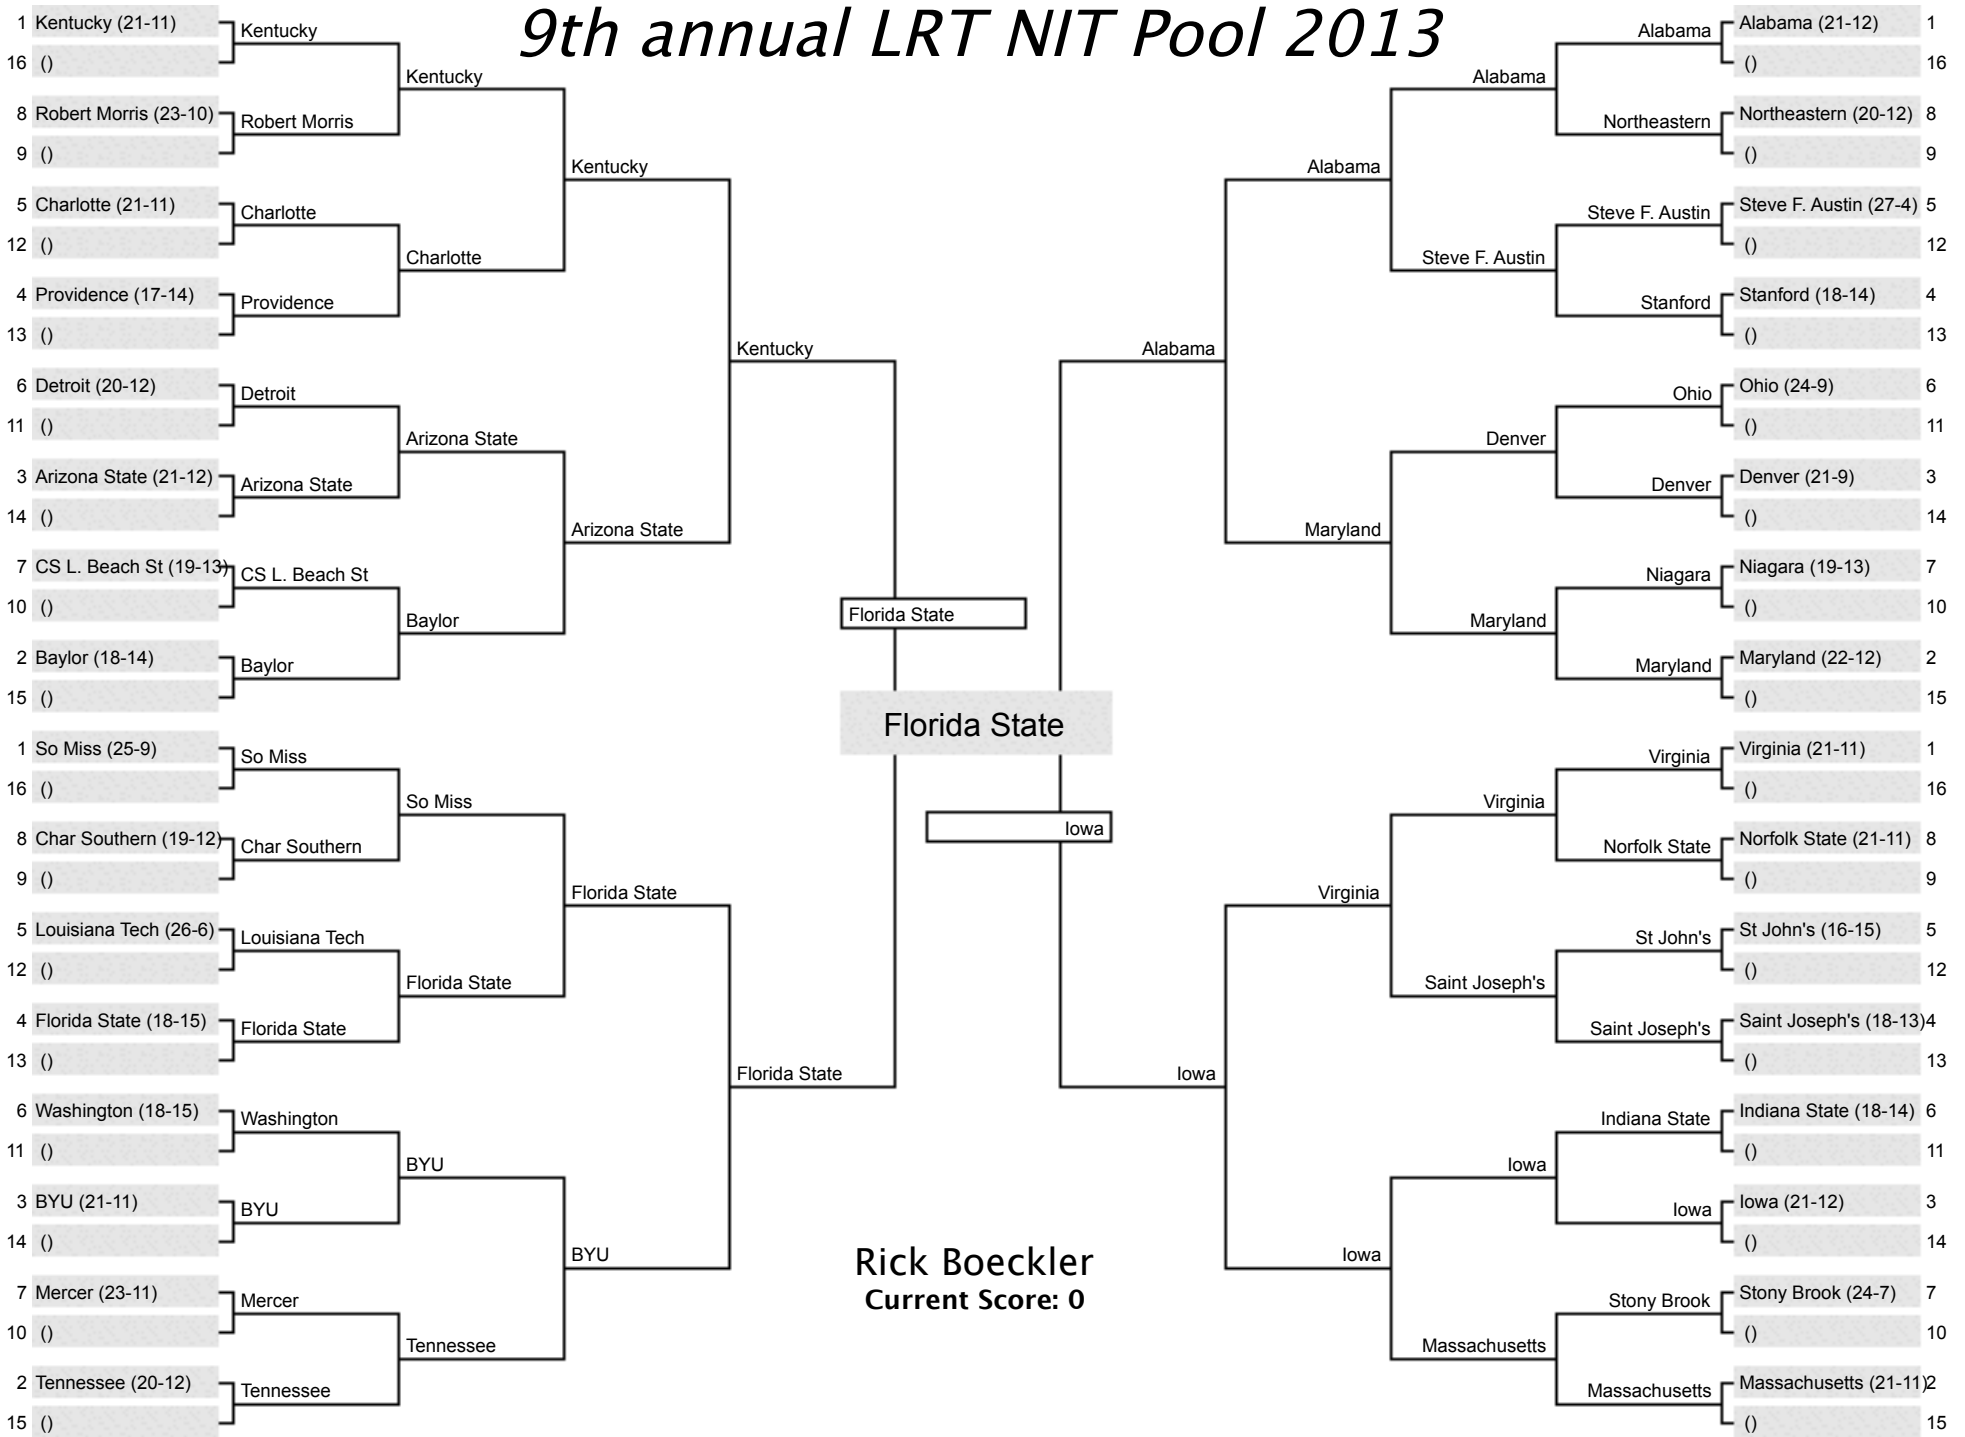 9th annual LRT NIT Pool 2013
1 Kentucky (21-11)
16 ()
8 Robert Morris (23-10)
9 ()
5 Charlotte (21-11)
12 ()
4 Providence (17-14)
13 ()
6 Detroit (20-12)
11 ()
3 Arizona State (21-12)
14 ()
7 CS L. Beach St (19-13)
10 ()
2 Baylor (18-14)
15 ()
1 So Miss (25-9)
16 ()
8 Char Southern (19-12)
9 ()
5 Louisiana Tech (26-6)
12 ()
4 Florida State (18-15)
13 ()
6 Washington (18-15)
11 ()
3 BYU (21-11)
14 ()
7 Mercer (23-11)
10 ()
2 Tennessee (20-12)
15 ()
Kentucky
Robert Morris
Charlotte
Providence
Detroit
Arizona State
CS L. Beach St
Baylor
So Miss
Char Southern
Louisiana Tech
Florida State
Washington
BYU
Mercer
Tennessee
Kentucky
Charlotte
Arizona State
Baylor
So Miss
Florida State
BYU
Tennessee
Kentucky
Arizona State
Florida State
BYU
Kentucky
Florida State
Florida State
Florida State
Iowa
Rick Boeckler
Current Score: 0
Alabama
Iowa
Alabama
Maryland
Virginia
Iowa
Alabama
Steve F. Austin
Denver
Maryland
Virginia
Saint Joseph's
Iowa
Massachusetts
Alabama
Northeastern
Steve F. Austin
Stanford
Ohio
Denver
Niagara
Maryland
Virginia
Norfolk State
St John's
Saint Joseph's
Indiana State
Iowa
Stony Brook
Massachusetts
Alabama (21-12) 1
() 16
Northeastern (20-12) 8
() 9
Steve F. Austin (27-4) 5
() 12
Stanford (18-14) 4
() 13
Ohio (24-9) 6
() 11
Denver (21-9) 3
() 14
Niagara (19-13) 7
() 10
Maryland (22-12) 2
() 15
Virginia (21-11) 1
() 16
Norfolk State (21-11) 8
() 9
St John's (16-15) 5
() 12
Saint Joseph's (18-13) 4
() 13
Indiana State (18-14) 6
() 11
Iowa (21-12) 3
() 14
Stony Brook (24-7) 7
() 10
Massachusetts (21-11) 2
() 15